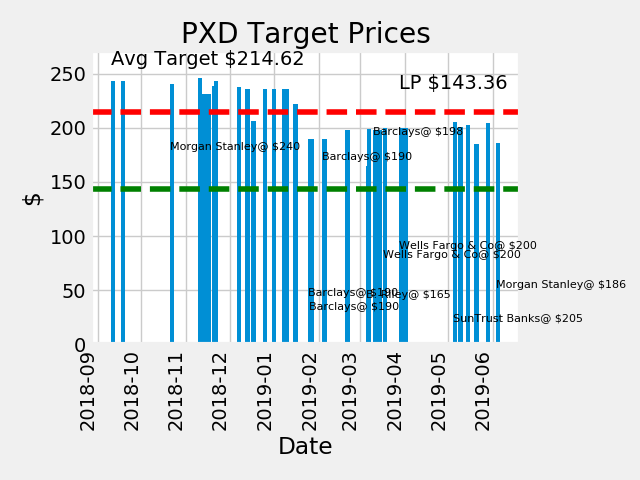 PXD Target Prices
Avg Target $214.62
LP $143.36
250
200
150
100
50
0
$
Barclays@ $198
Morgan Stanley@ $240
Barclays@ $190
Wells Fargo & Co@ $200
Wells Fargo & Co@ $200
Morgan Stanley@ $186
Barclays@ $190
B. Riley@ $165
Barclays@ $190
SunTrust Banks@ $205
2018-09
2018-10
2018-11
2018-12
2019-01
2019-02
2019-03
2019-04
2019-05
2019-06
Date